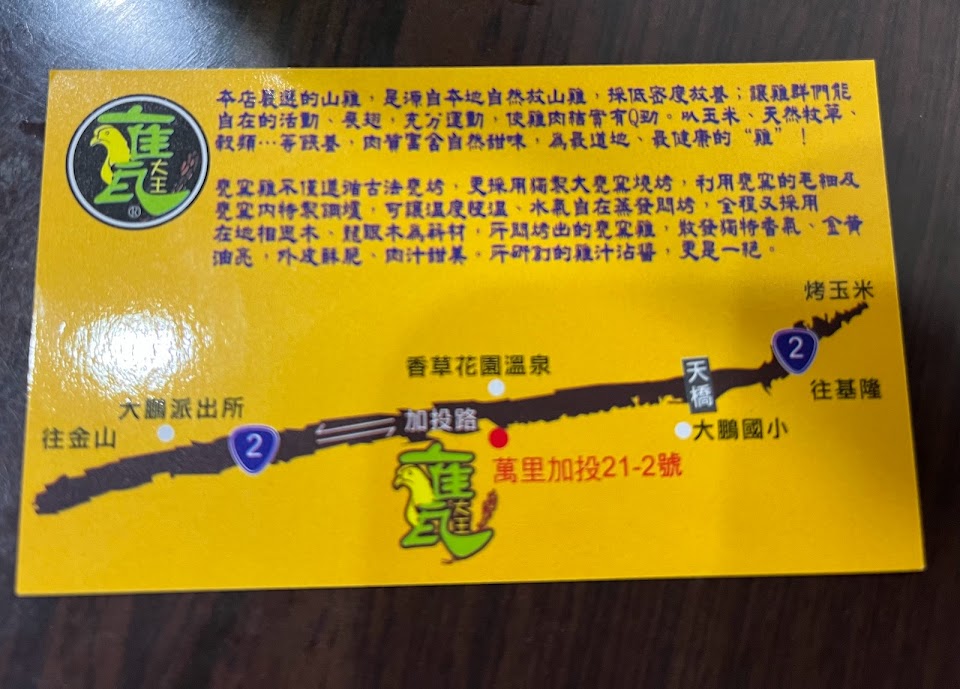 本店嚴選的山雞，是源自本地自然放山雞，採低密度放養；讓雞群們能
自在的活動、展翅，充分運動，使雞肉結實有Q勁。以玉米、天然牧草、
穀類…等餵養，肉質富含自然甜味，為最道地、最健康的“雞”！
甕窯雞不僅遵循古法甕烤，更採用獨製大甕窯燒烤，利用甕窯的毛細及
甕窯內特製鋼爐，可讓溫度恆溫、水氣自在蒸發悶烤，全程又採用
在地相思木、龍眼木為薪材，所悶烤出的甕窯雞，散發獨特香氣、金黃
油亮，外皮酥脆、肉汁甜美。所研釀的雞汁沾醬，更是一絕。
甕
大王
®
烤玉米
2
往基隆
香草花園溫泉
天橋
大鵬派出所
往金山
2
加投路
大鵬國小
萬里加投21-2號
甕
大王